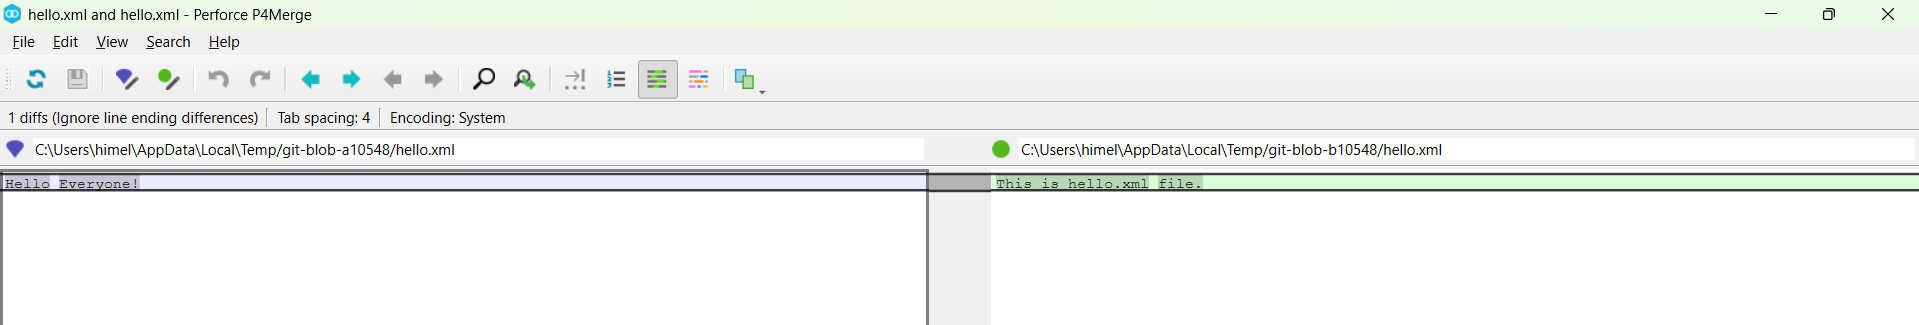 hello.xml and hello.xml - Perforce P4Merge
File Edit View Search Help
1 diffs (Ignore line ending differences) Tab spacing: 4 Encoding: System
C:\Users\himel\AppData\Local\Temp/git-blob-a10548/hello.xml C:\Users\himel\AppData\Local\Temp/git-blob-b10548/hello.xml
Hello Everyone! This is hello.xml file.